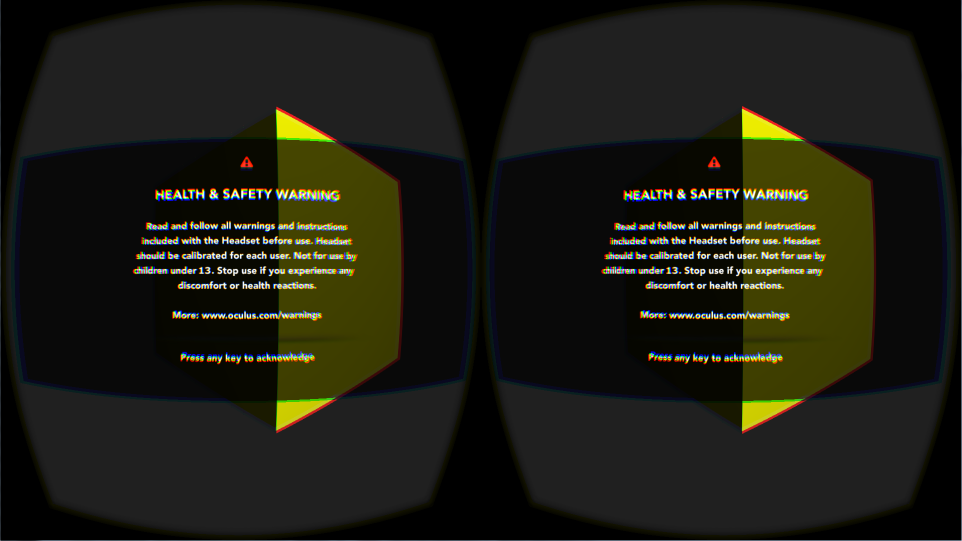 HEALTH & SAFETY WARNING
Read and follow all warnings and instructions
included with the Headset before use. Headset
should be calibrated for each user. Not for use by
children under 13. Stop use if you experience any
discomfort or health reactions.
More: www.oculus.com/warnings
Press any key to acknowledge
HEALTH & SAFETY WARNING
Read and follow all warnings and instructions
included with the Headset before use. Headset
should be calibrated for each user. Not for use by
children under 13. Stop use if you experience any
discomfort or health reactions.
More: www.oculus.com/warnings
Press any key to acknowledge